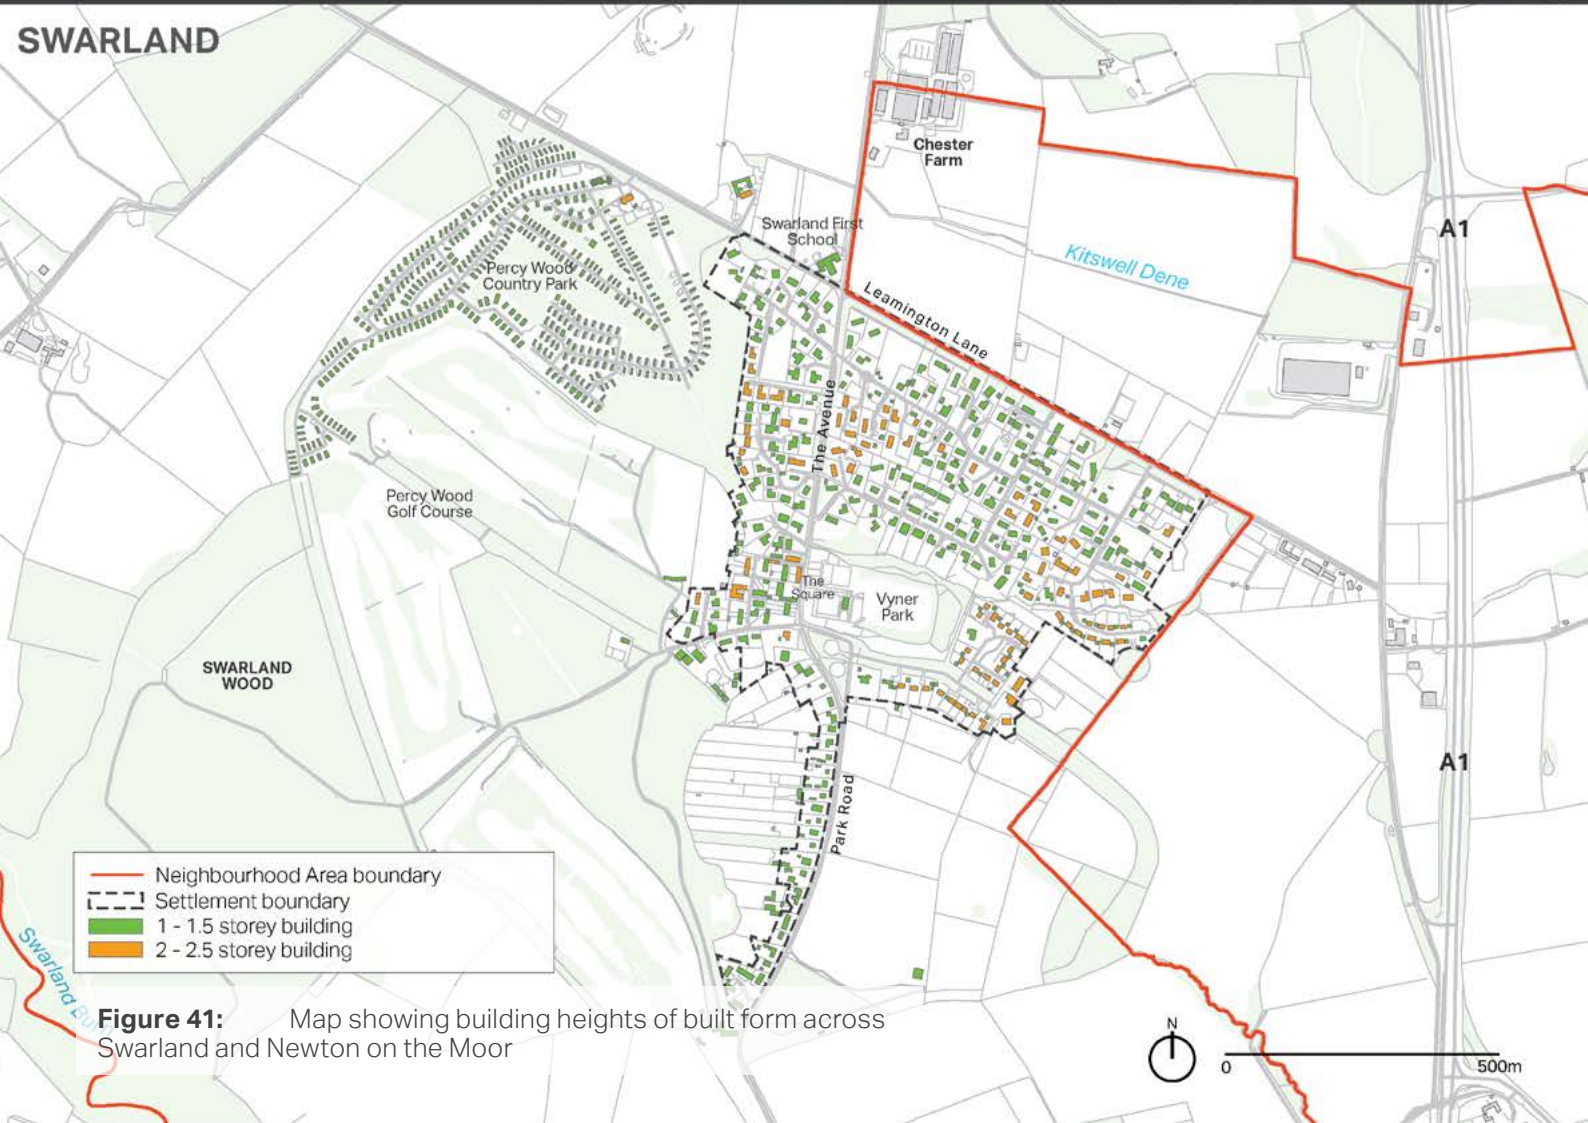 SWARLAND
Chester
Farm
A1
Swarland First
School
Kitswell Dene
Percy Wood
Country Park
Leamington Lane
The Avenue
Percy Wood
Golf Course
The
Square
Vyner
Park
SWARLAND
WOOD
A1
Park Road
Neighbourhood Area boundary
Settlement boundary
1 - 1.5 storey building
2 - 2.5 storey building
Swarland Burn
Figure 41: Map showing building heights of built form across
Swarland and Newton on the Moor
N
0
500m